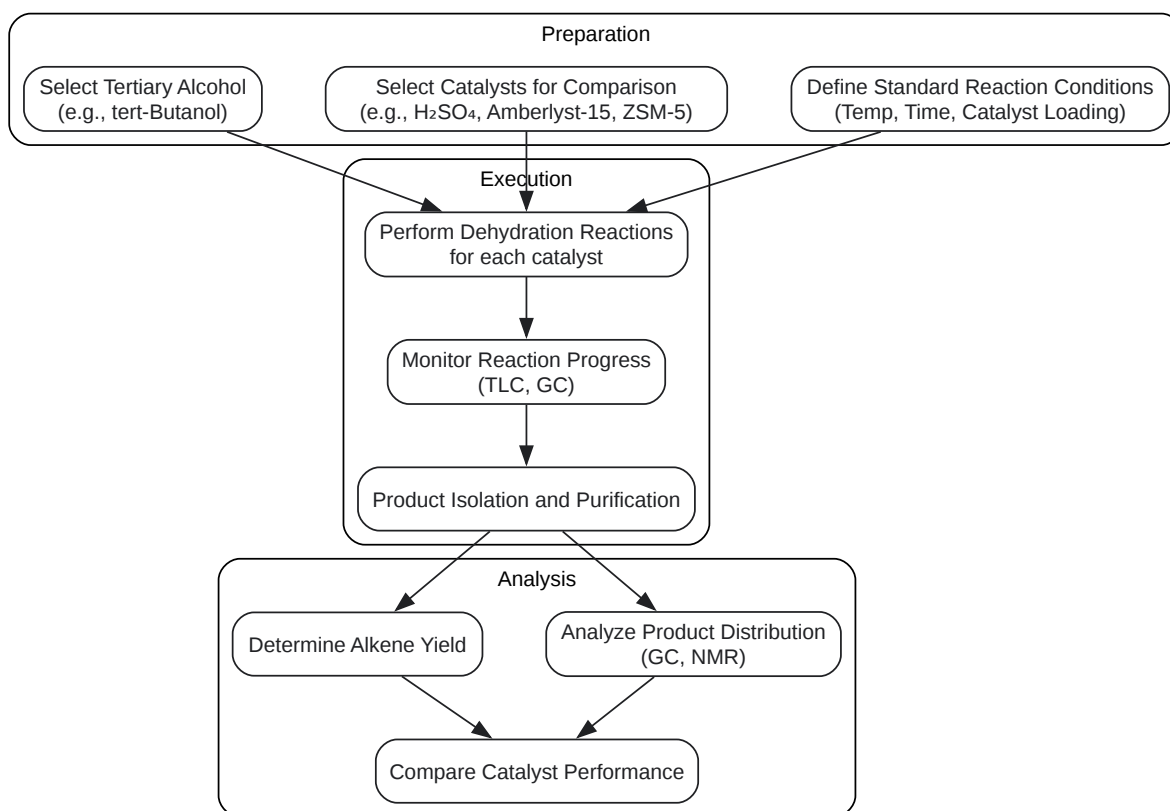 Preparation
Select Tertiary Alcohol
(e.g., tert-Butanol)
Select Catalysts for Comparison
(e.g., H₂SO₄, Amberlyst-15, ZSM-5)
Define Standard Reaction Conditions
(Temp, Time, Catalyst Loading)
Execution
Perform Dehydration Reactions
for each catalyst
Monitor Reaction Progress
(TLC, GC)
Product Isolation and Purification
Analysis
Determine Alkene Yield
Analyze Product Distribution
(GC, NMR)
Compare Catalyst Performance